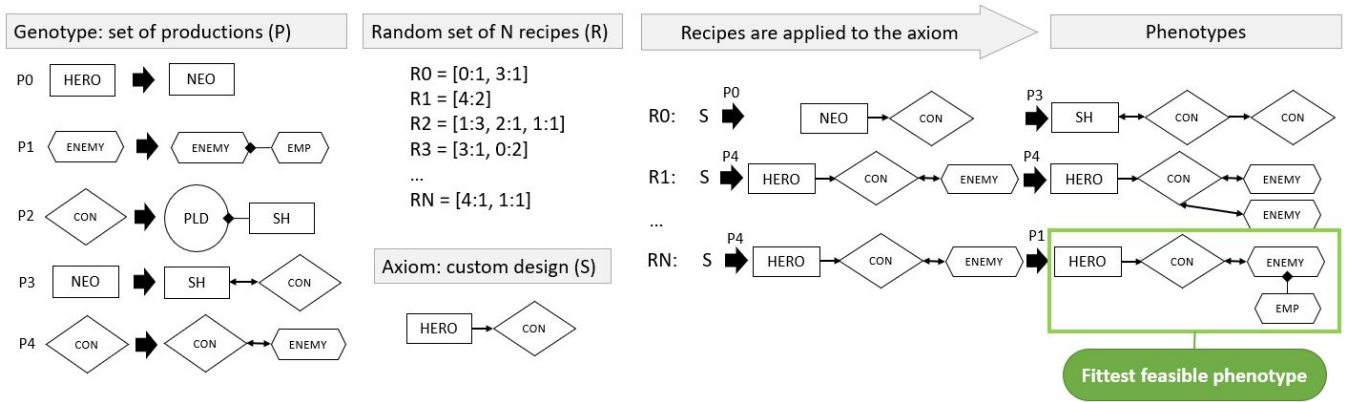 Genotype: set of productions (P)
P0 HERO NEO
P1 ENEMY ENEMY EMP
P2 CON PLD SH
P3 NEO SH CON
P4 CON CON ENEMY
Random set of N recipes (R)
R0 = [0:1, 3:1]
R1 = [4:2]
R2 = [1:3, 2:1, 1:1]
R3 = [3:1, 0:2]
...
RN = [4:1, 1:1]
Axiom: custom design (S)
HERO CON
Recipes are applied to the axiom
Phenotypes
P0 P3
R0: S NEO CON SH CON CON
P4 P4
R1: S HERO CON ENEMY HERO CON ENEMY
... ENEMY
P4 P1
RN: S HERO CON ENEMY HERO CON ENEMY
EMP
Fittest feasible phenotype